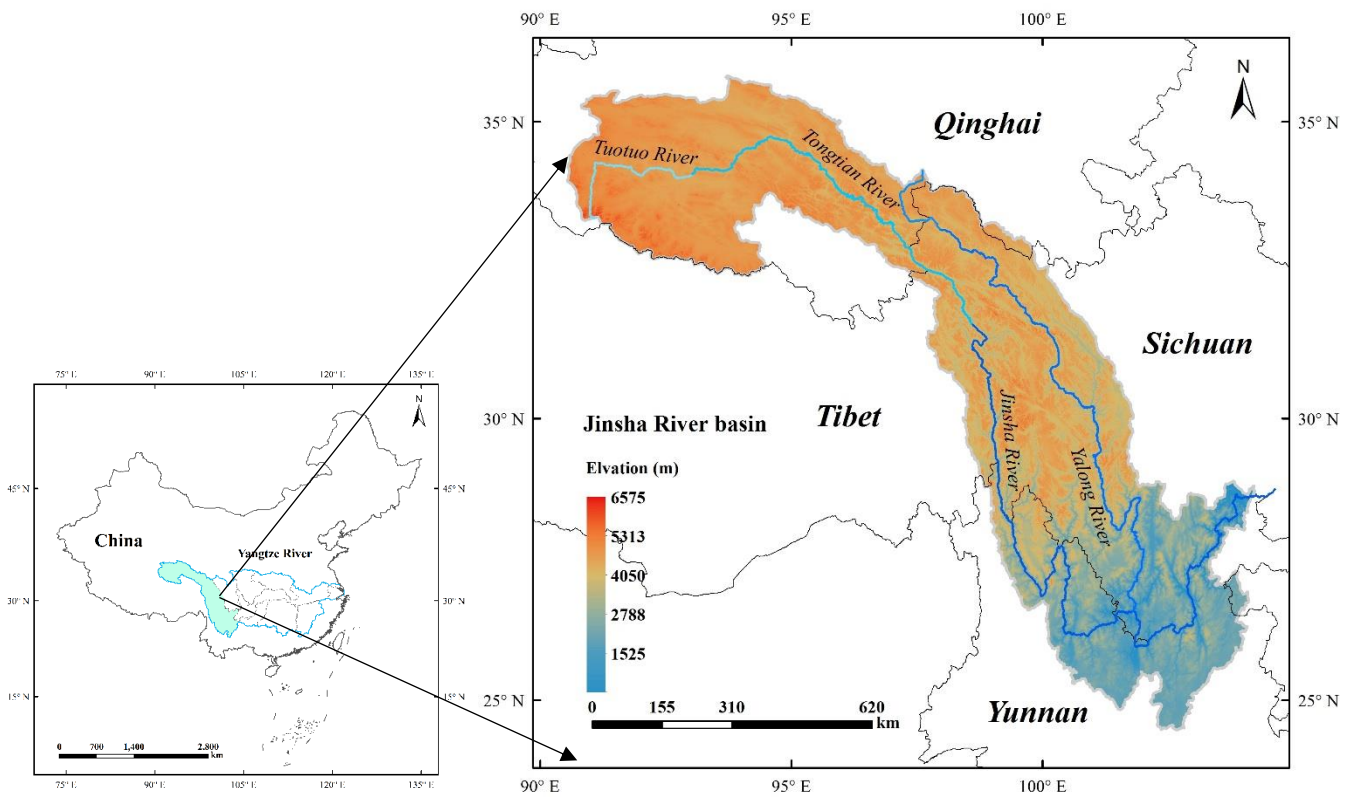 90° E
95° E
100° E
N
35° N
35° N
Qinghai
Tuotuo River
Tongtian River
Sichuan
Tibet
30° N
30° N
Jinsha River
Yalong River
Jinsha River basin
Elvation (m)
6575
5313
4050
2788
1525
25° N
25° N
Yunnan
0 155 310 620
km
90° E
95° E
100° E
75° E
90° E
105° E
120° E
135° E
N
45° N
45° N
China
Yangtze River
30° N
30° N
15° N
15° N
0 700 1,400 2,800
km
75° E
90° E
105° E
120° E
135° E